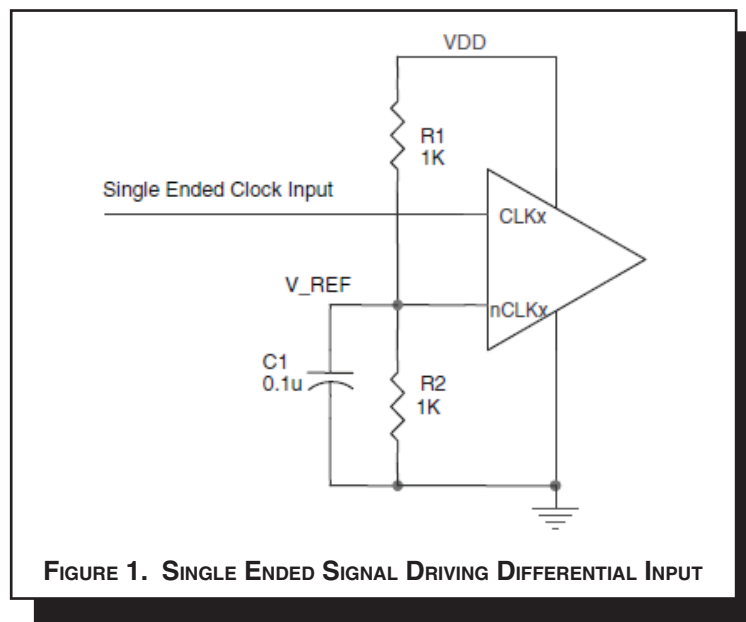 VDD
R1
1K
Single Ended Clock Input
CLKx
V_REF
nCLKx
C1
0.1u
R2
1K
FIGURE 1. SINGLE ENDED SIGNAL DRIVING DIFFERENTIAL INPUT